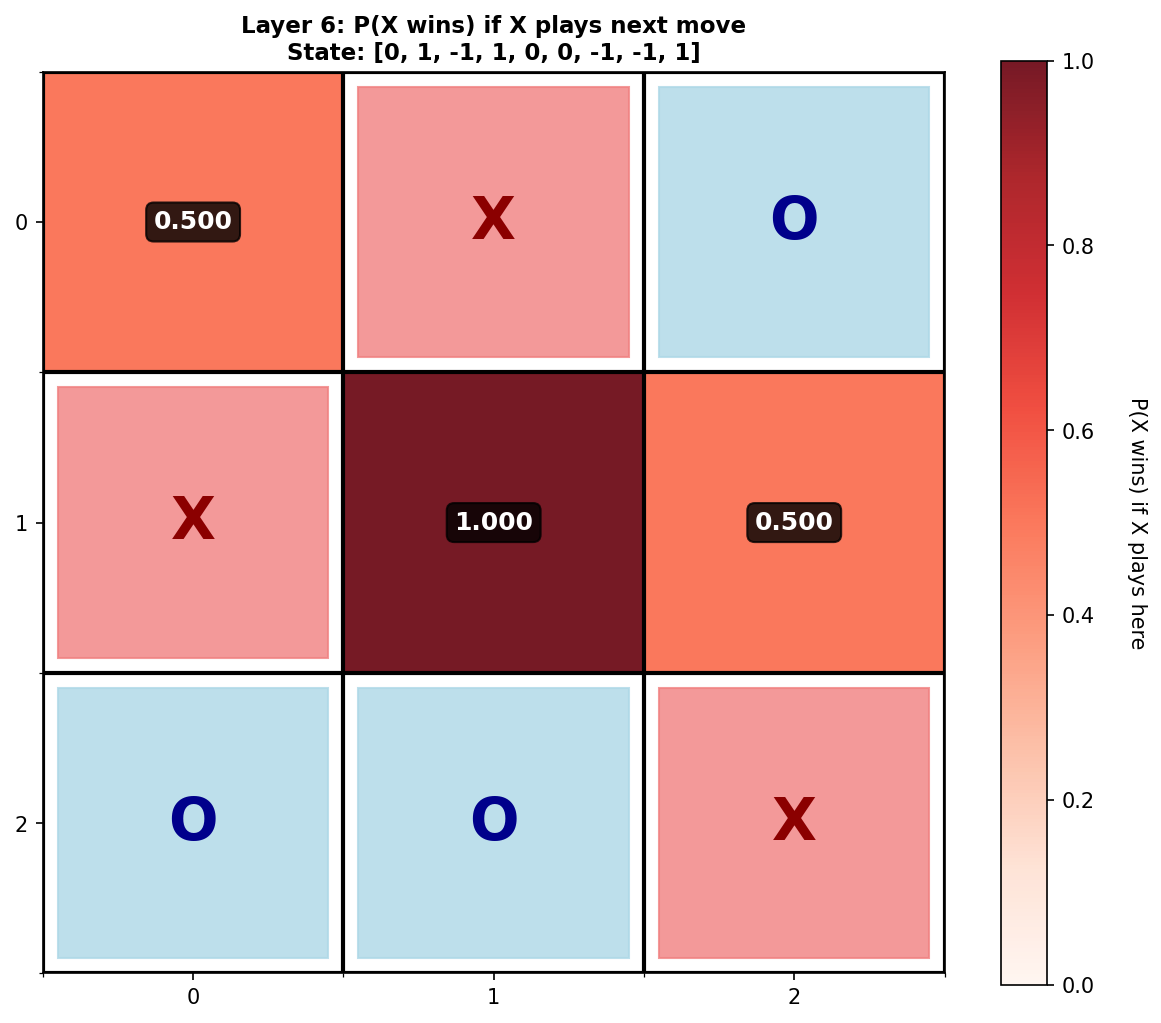 Layer 6: P(X wins) if X plays next move
State: [0, 1, -1, 1, 0, 0, -1, -1, 1]
0
0.500
X
O
1
X
1.000
0.500
2
O
O
X
0
1
2
1.0
0.8
0.6
0.4
0.2
0.0
P(X wins) if X plays here